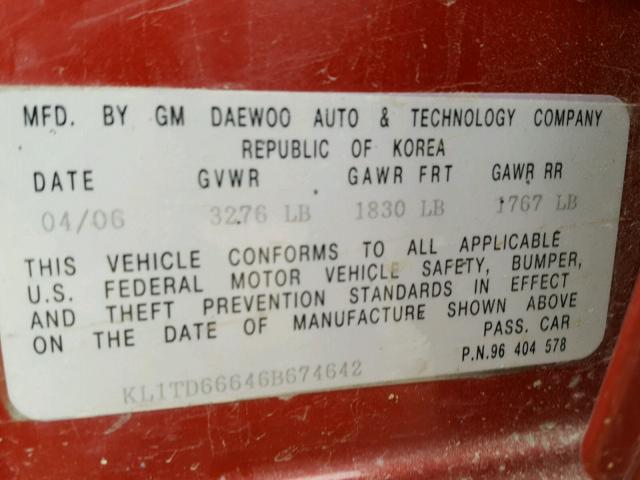 MFD. BY GM DAEWOO AUTO & TECHNOLOGY COMPANY
REPUBLIC OF KOREA
DATE GVWR GAWR FRT GAWR RR
04/06 3276 LB 1830 LB 1767 LB
THIS VEHICLE CONFORMS TO ALL APPLICABLE
U.S. FEDERAL MOTOR VEHICLE SAFETY, BUMPER,
AND THEFT PREVENTION STANDARDS IN EFFECT
ON THE DATE OF MANUFACTURE SHOWN ABOVE
PASS. CAR
P.N.96 404 578
KL1TD66646B674642